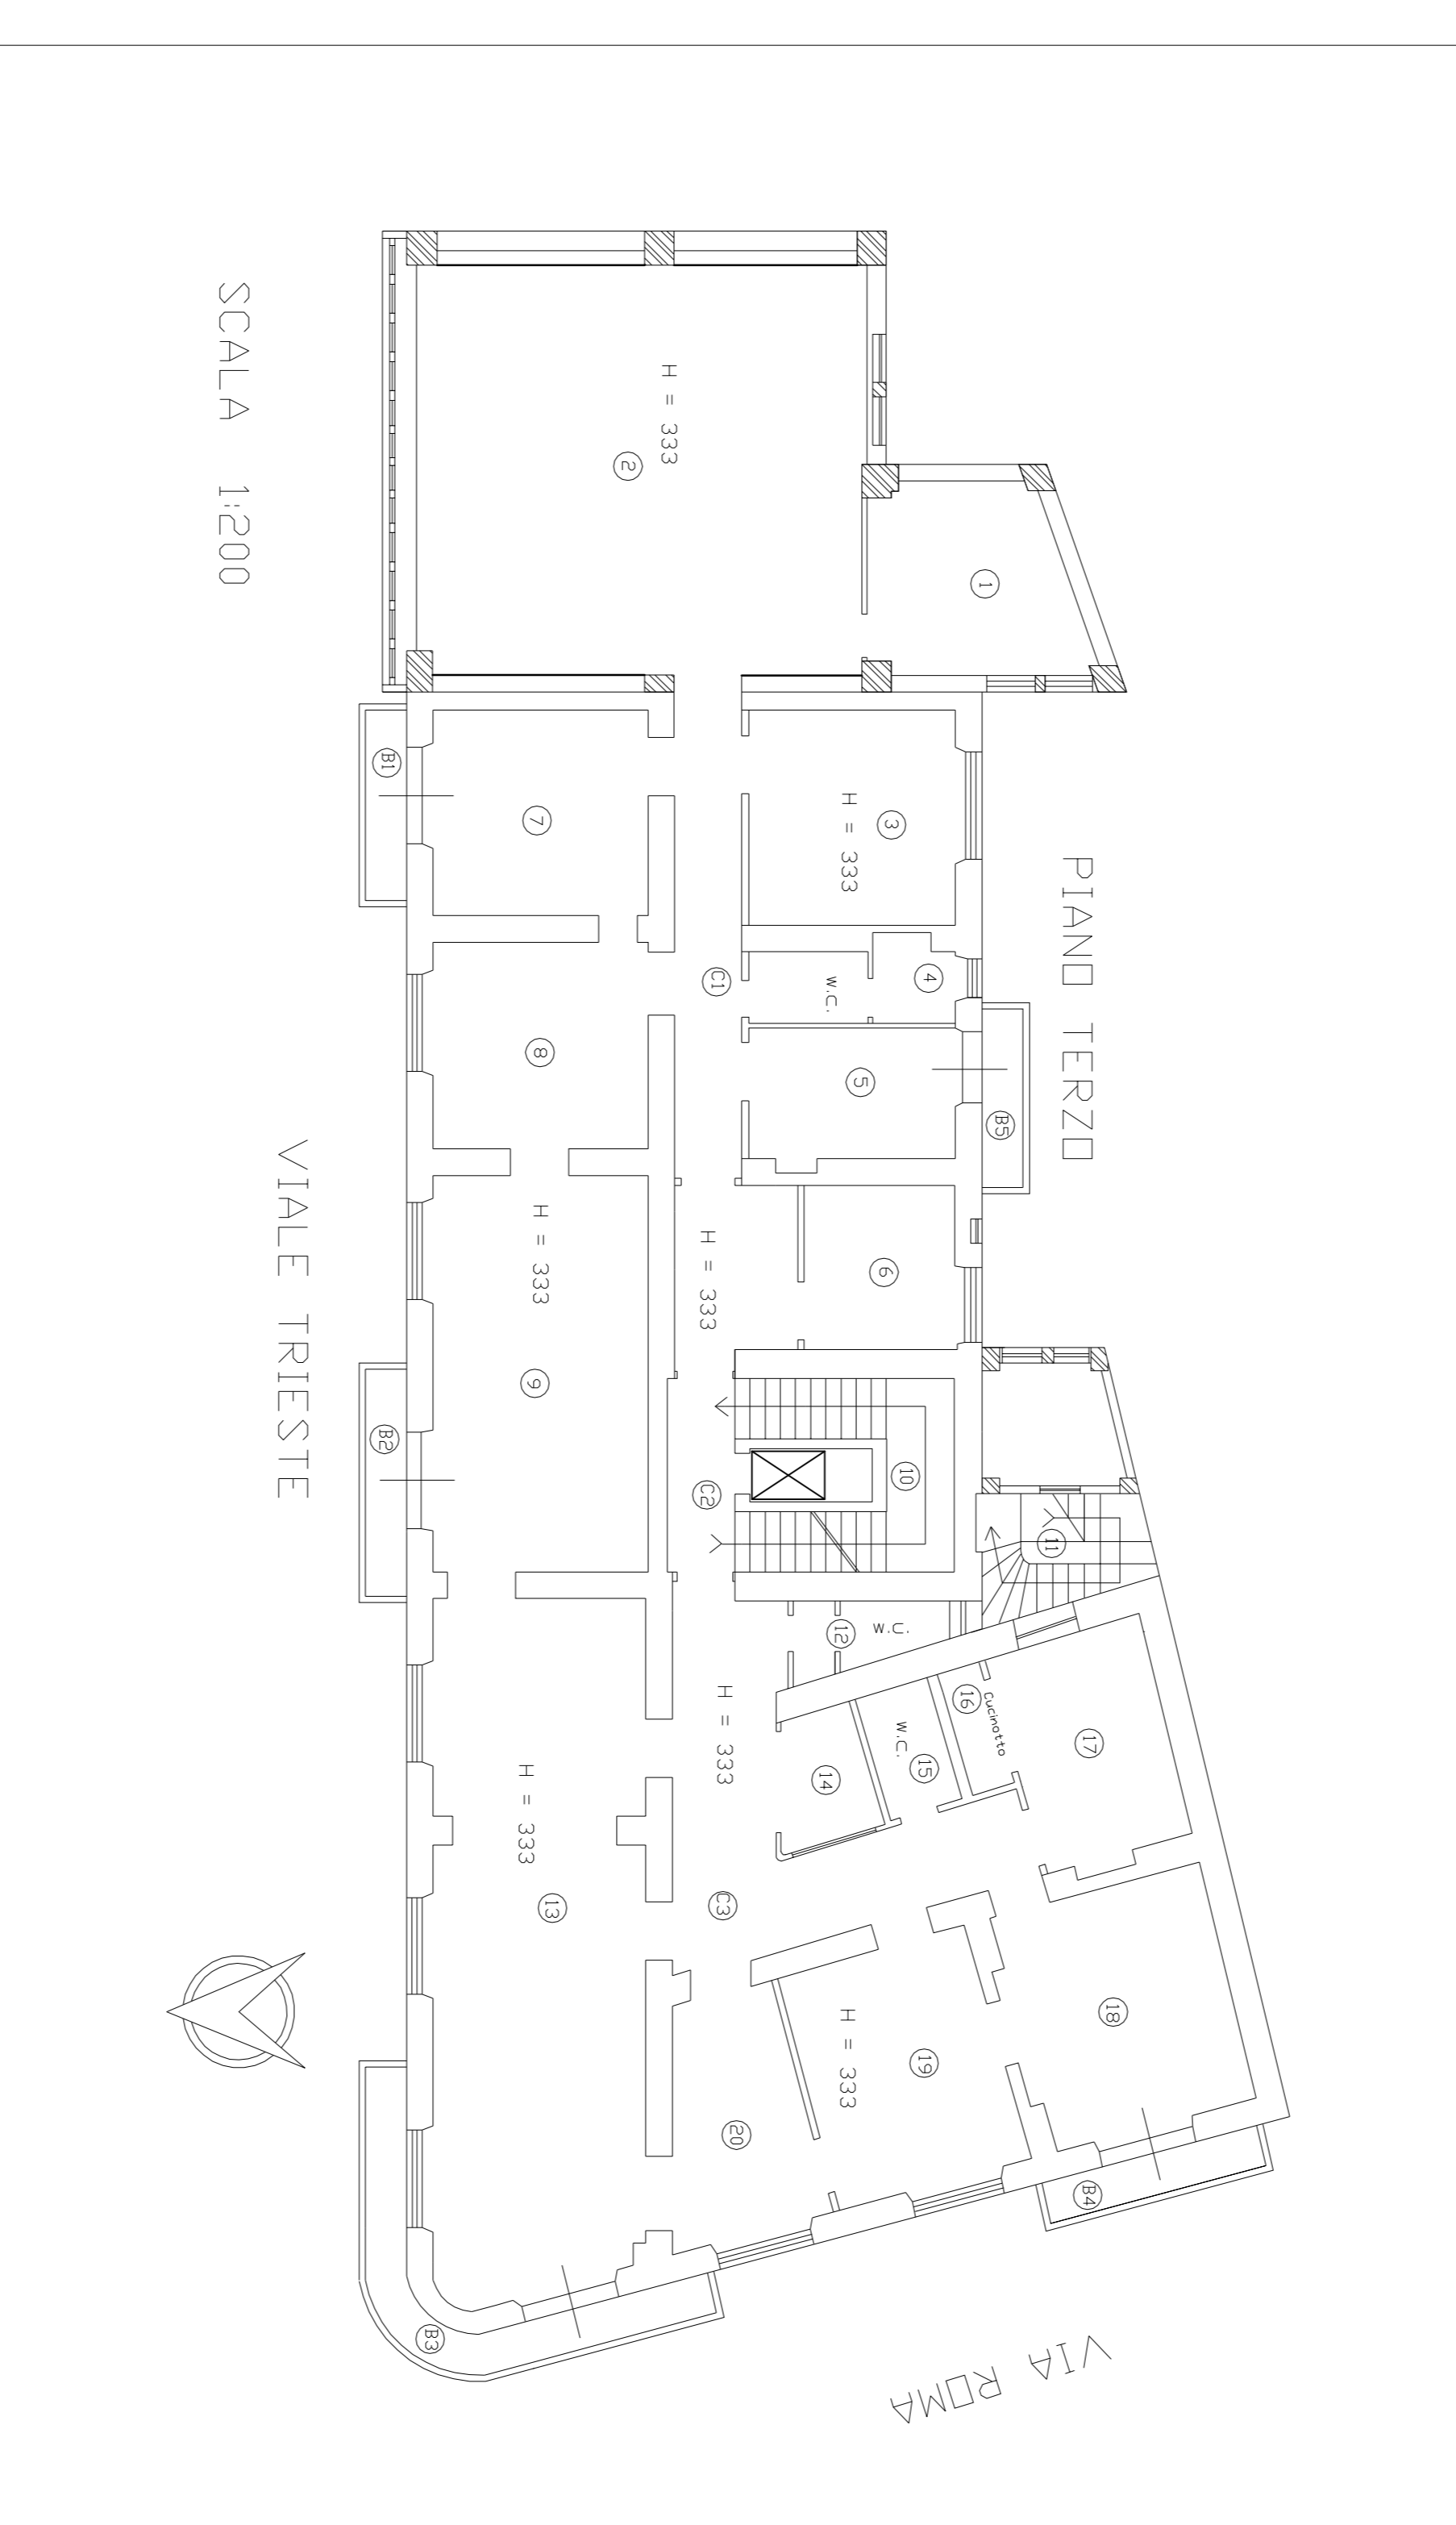 PIANO TERZO
1
B5
11
17
18
B4
VIA ROMA
3
4
5
6
10
16
Cucinotto
15
W.C.
19
H = 333
H = 333
W.C.
12
W.C.
14
2
H = 333
C1
H = 333
C2
H = 333
C3
20
7
8
H = 333
9
H = 333
13
B1
B2
B3
VIALE TRIESTE
SCALA 1:200